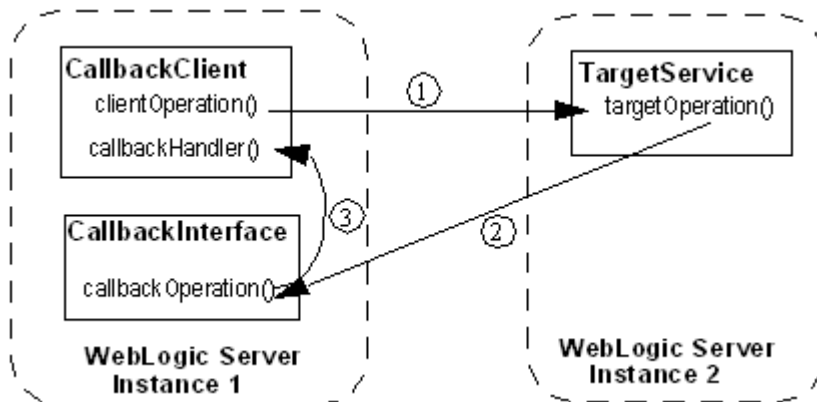 CallbackClient
clientOperation()
callbackHandler()
1
TargetService
targetOperation()
CallbackInterface
callbackOperation()
3
2
WebLogic Server
Instance 1
WebLogic Server
Instance 2